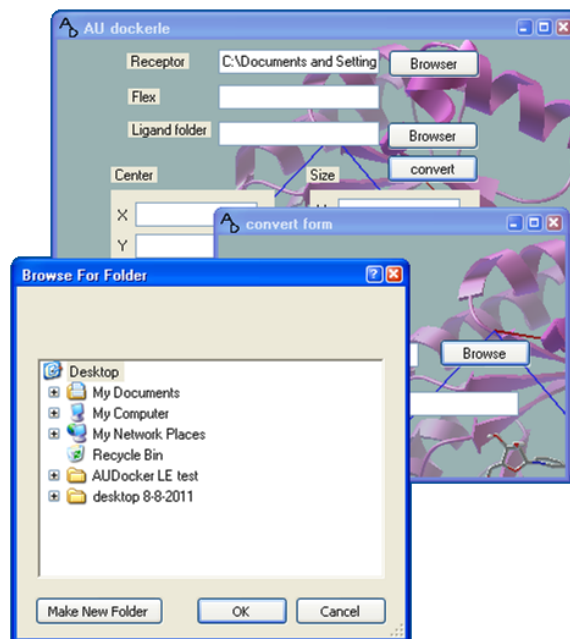 AU dockerle
Receptor C:\Documents and Setting Browser
Flex
Ligand folder Browser
convert
Center Size
X
Y
convert form
Browse
Browse For Folder
Desktop
My Documents
My Computer
My Network Places
Recycle Bin
AUDocker LE test
desktop 8-8-2011
Make New Folder OK Cancel